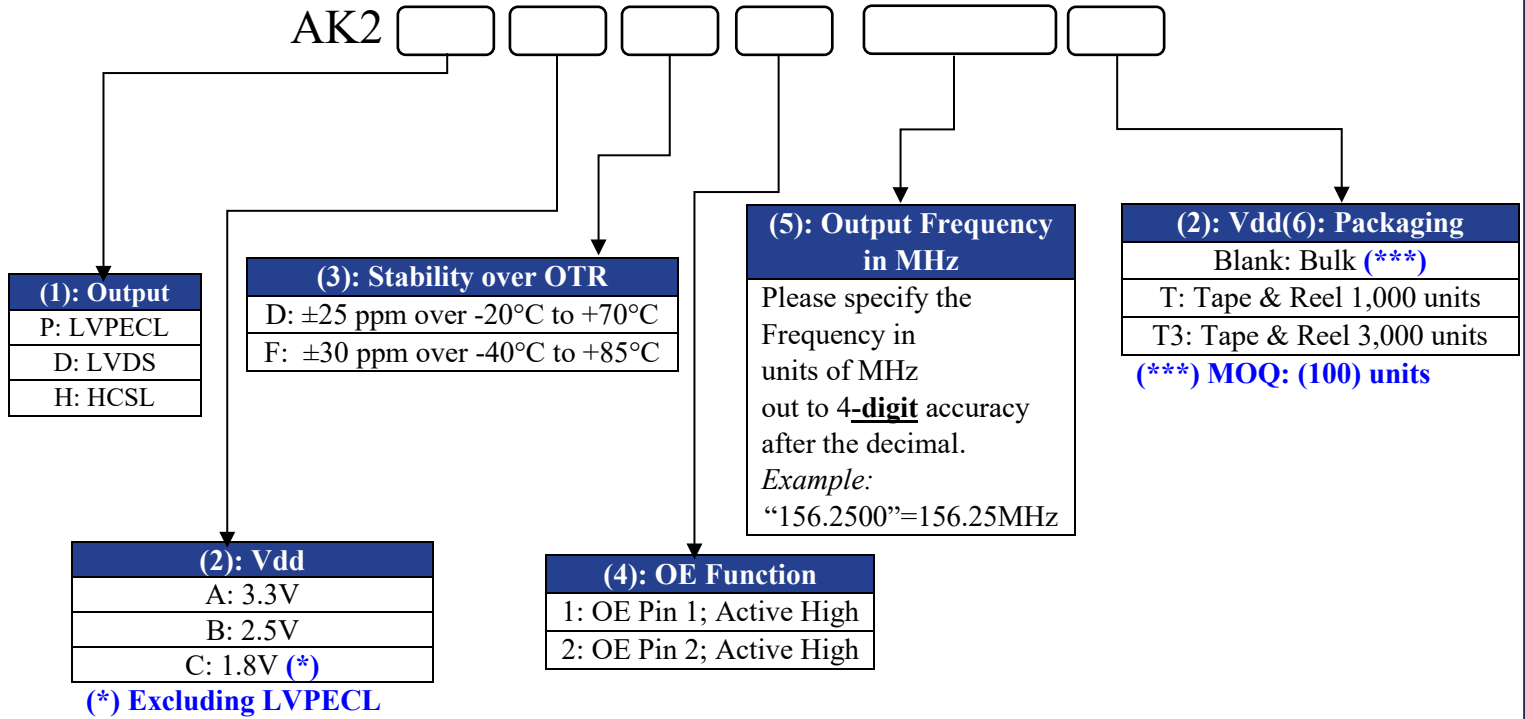 AK2
(1): Output
P: LVPECL
D: LVDS
H: HCSL
(2): Vdd
A: 3.3V
B: 2.5V
C: 1.8V (*)
(*) Excluding LVPECL
(3): Stability over OTR
D: ±25 ppm over -20°C to +70°C
F: ±30 ppm over -40°C to +85°C
(4): OE Function
1: OE Pin 1; Active High
2: OE Pin 2; Active High
(5): Output Frequency
in MHz
Please specify the
Frequency in
units of MHz
out to 4-digit accuracy
after the decimal.
Example:
“156.2500”=156.25MHz
(2): Vdd(6): Packaging
Blank: Bulk (***)
T: Tape & Reel 1,000 units
T3: Tape & Reel 3,000 units
(***) MOQ: (100) units